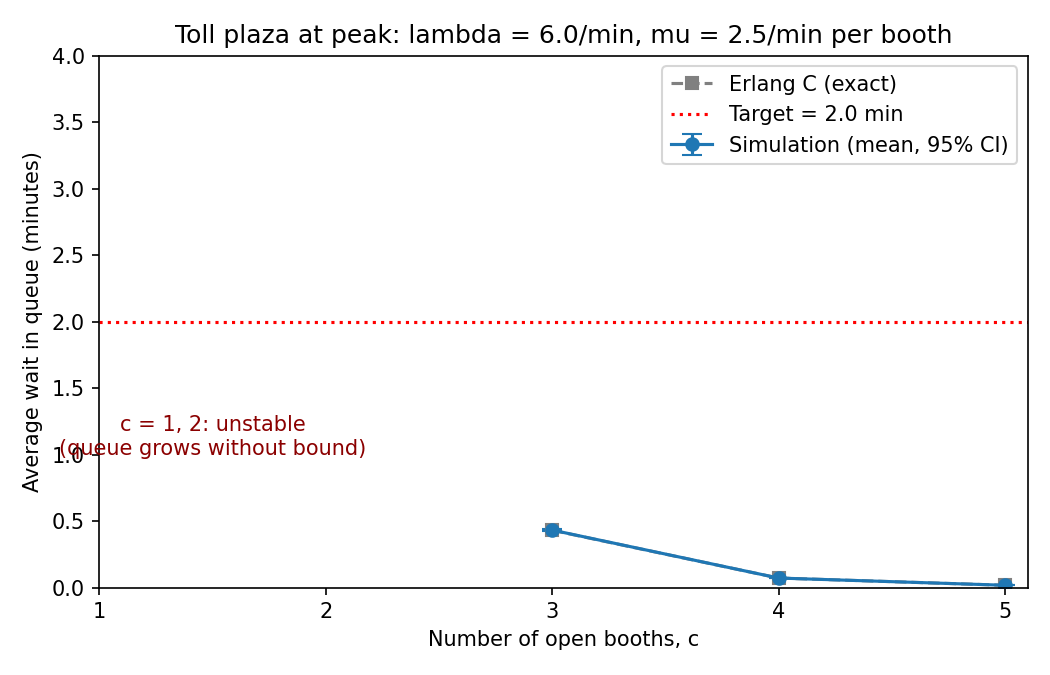 Toll plaza at peak: lambda = 6.0/min, mu = 2.5/min per booth
Erlang C (exact)
Target = 2.0 min
Simulation (mean, 95% CI)
Average wait in queue (minutes)
4.0
3.5
3.0
2.5
2.0
1.5
1.0
0.5
0.0
c = 1, 2: unstable
(queue grows without bound)
1
2
3
4
5
Number of open booths, c